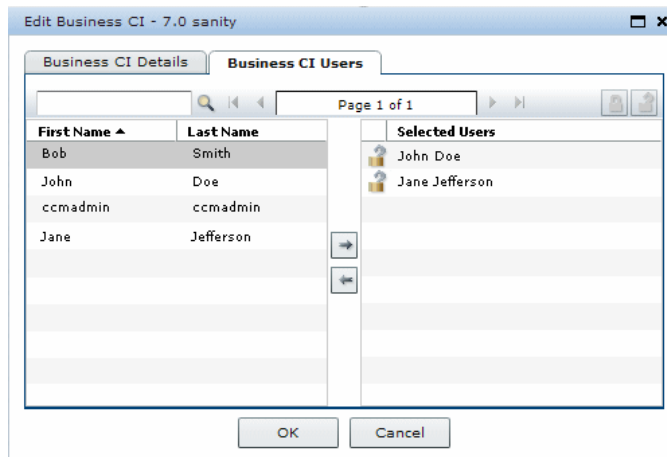 Edit Business CI - 7.0 sanity
Business CI Details Business CI Users
Page 1 of 1
First Name Last Name Selected Users
Bob Smith John Doe
John Doe Jane Jefferson
ccmadmin ccmadmin
Jane Jefferson
OK Cancel